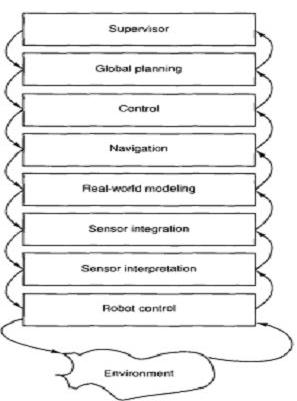 Supervisor
Global planning
Control
Navigation
Real-world modeling
Sensor integration
Sensor interpretation
Robot control
Environment